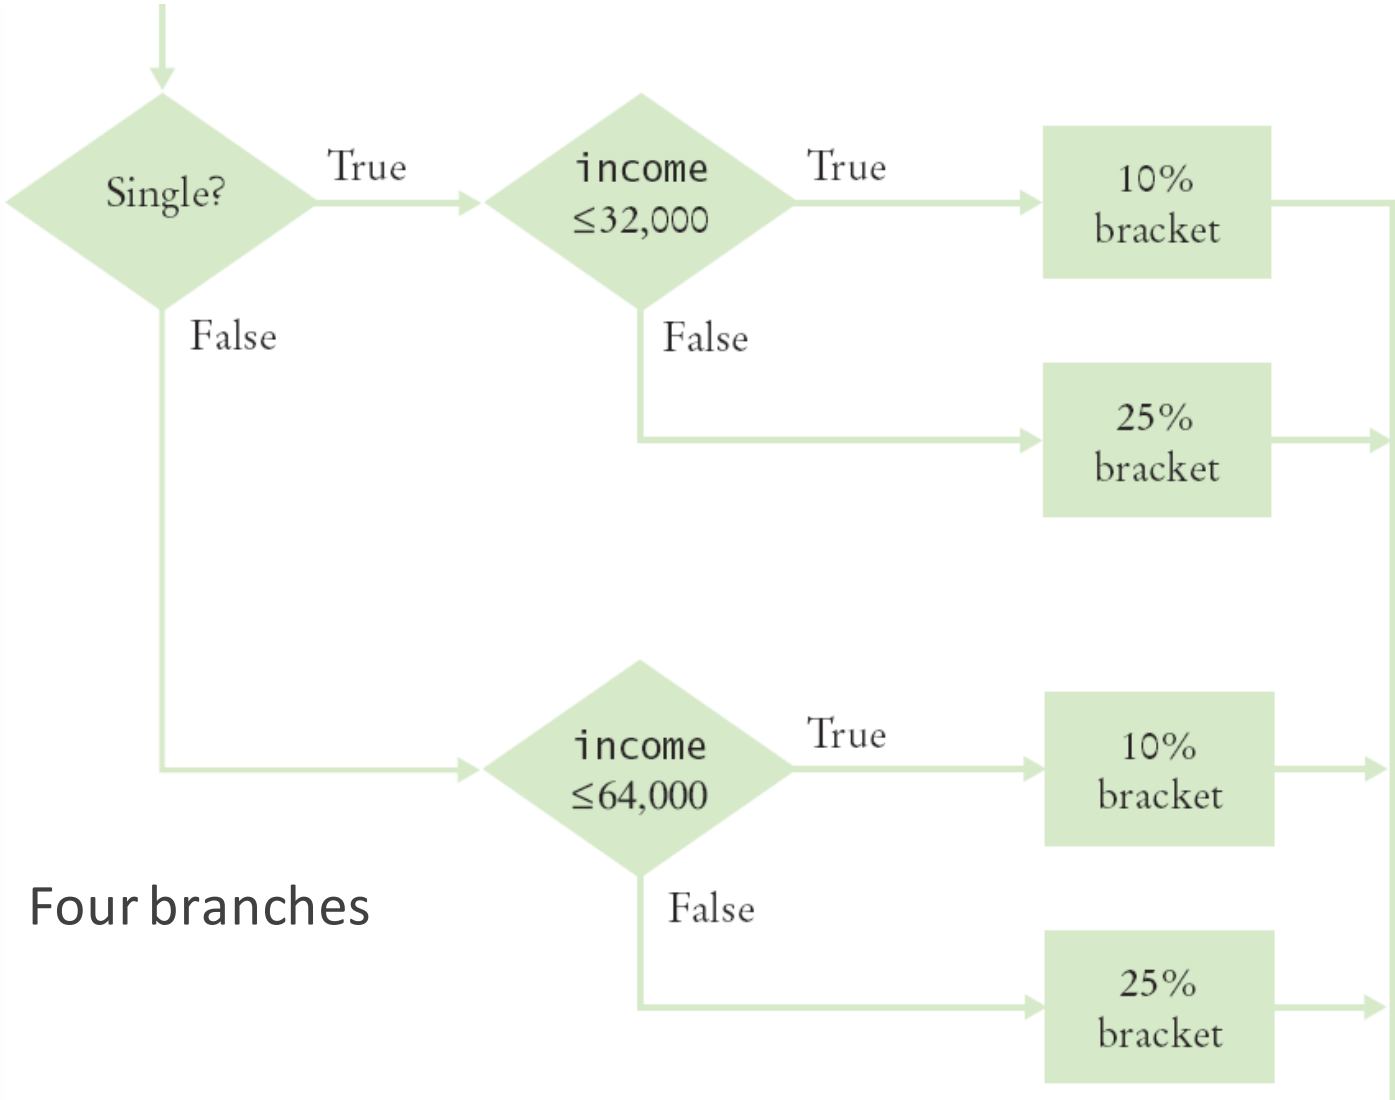 Single?
True
income
≤32,000
True
10%
bracket
False
False
25%
bracket
income
≤64,000
True
10%
bracket
Four branches
False
25%
bracket